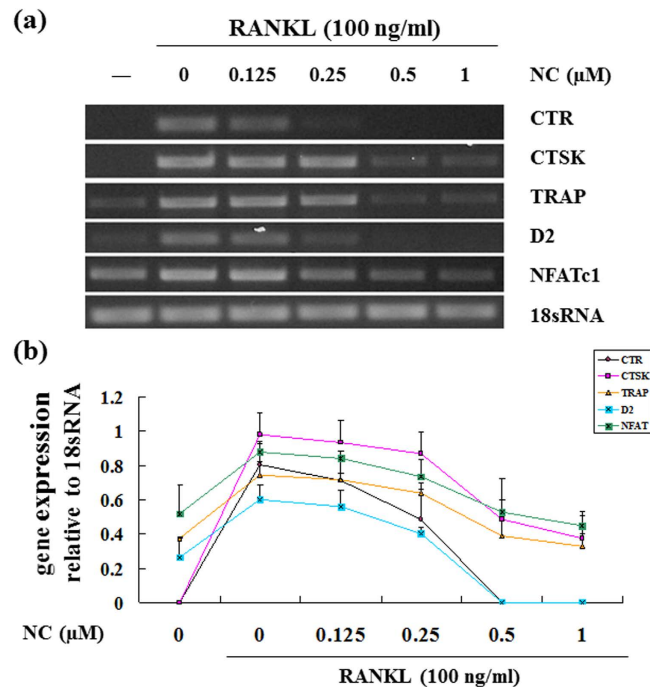 (a)
RANKL (100 ng/ml)
— 0 0.125 0.25 0.5 1 NC (µM)
CTR
CTSK
TRAP
D2
NFATc1
18sRNA
(b)
CTR
CTSK
TRAP
D2
NFAT
gene expression
relative to 18sRNA
1.2
1
0.8
0.6
0.4
0.2
0
NC (µM) 0 0 0.125 0.25 0.5 1
RANKL (100 ng/ml)